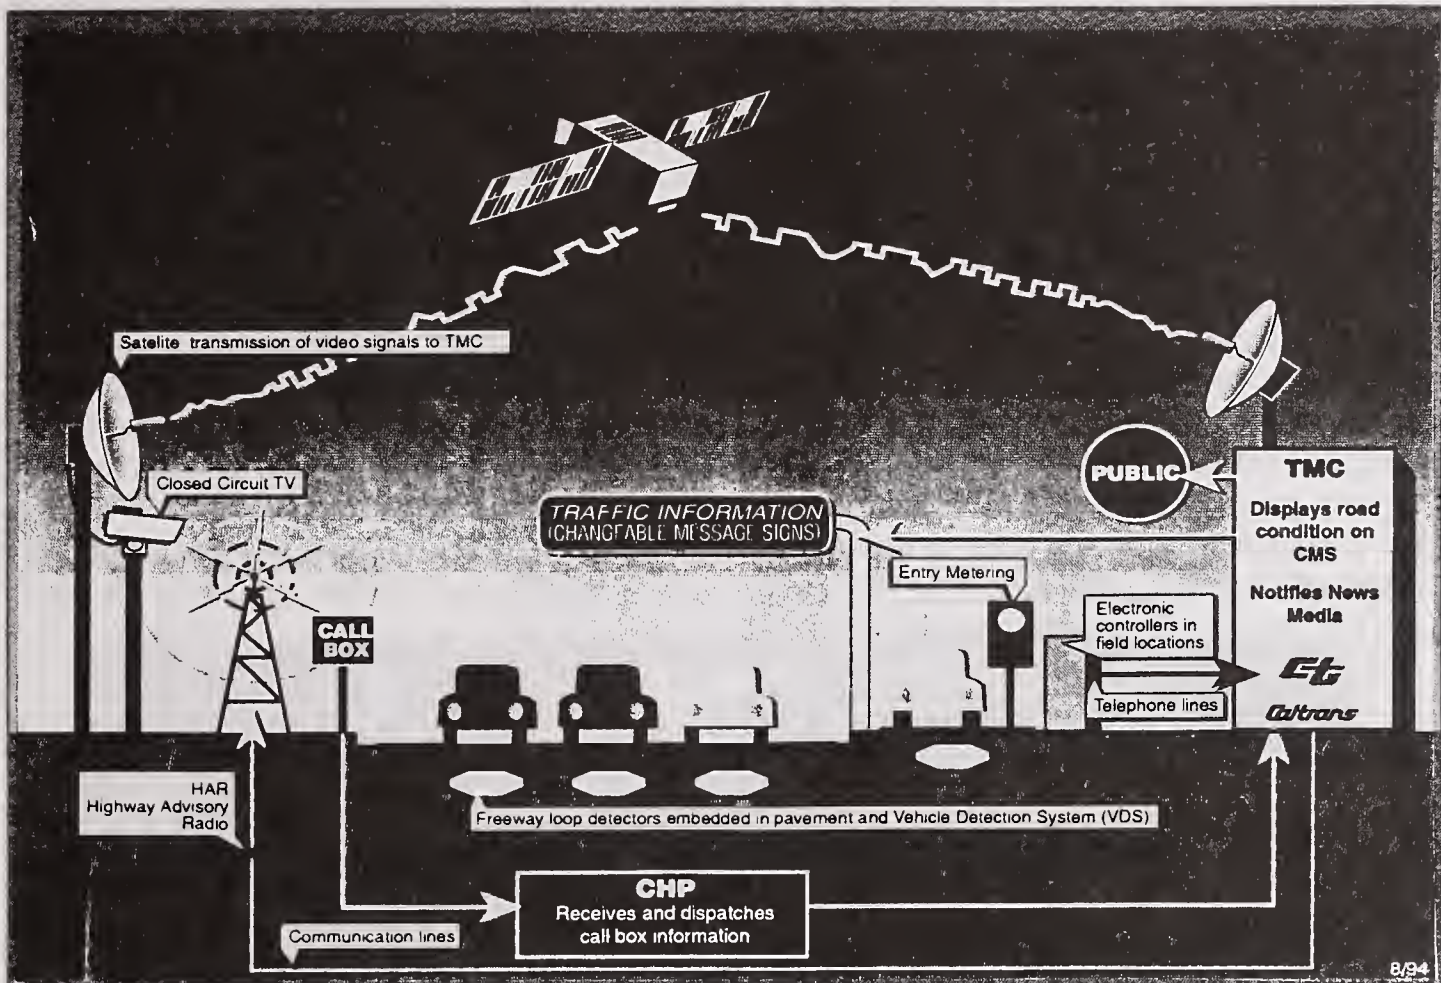 Satelite transmission of video signals to TMC
Closed Circuit TV
TRAFFIC INFORMATION
(CHANGEABLE MESSAGE SIGNS)
PUBLIC
TMC
Displays road
condition on
CMS
Notifies News
Media
Ct
Caltrans
Entry Metering
Electronic
controllers in
field locations
Telephone lines
CALL
BOX
HAR
Highway Advisory
Radio
Freeway loop detectors embedded in pavement and Vehicle Detection System (VDS)
CHP
Receives and dispatches
call box information
Communication lines
8/94